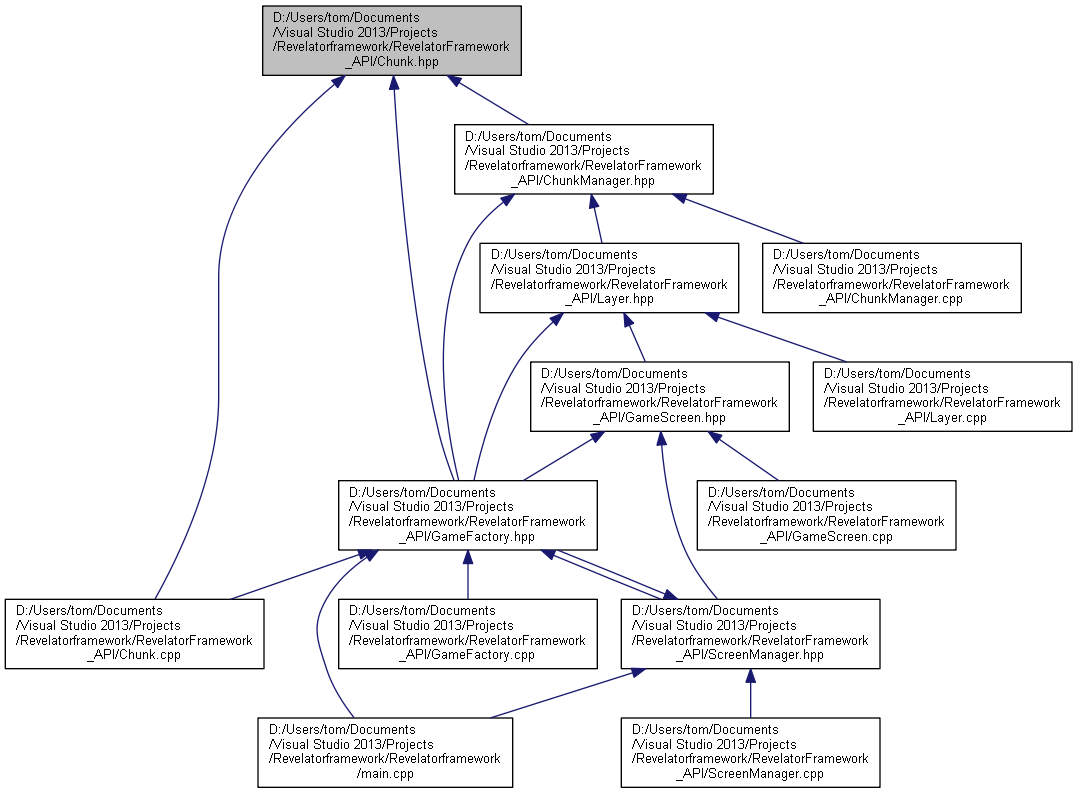 D:/Users/tom/Documents
/Visual Studio 2013/Projects
/Revelatorframework/RevelatorFramework
_API/Chunk.hpp
D:/Users/tom/Documents
/Visual Studio 2013/Projects
/Revelatorframework/RevelatorFramework
_API/ChunkManager.hpp
D:/Users/tom/Documents
/Visual Studio 2013/Projects
/Revelatorframework/RevelatorFramework
_API/Layer.hpp
D:/Users/tom/Documents
/Visual Studio 2013/Projects
/Revelatorframework/RevelatorFramework
_API/ChunkManager.cpp
D:/Users/tom/Documents
/Visual Studio 2013/Projects
/Revelatorframework/RevelatorFramework
_API/GameScreen.hpp
D:/Users/tom/Documents
/Visual Studio 2013/Projects
/Revelatorframework/RevelatorFramework
_API/Layer.cpp
D:/Users/tom/Documents
/Visual Studio 2013/Projects
/Revelatorframework/RevelatorFramework
_API/GameFactory.hpp
D:/Users/tom/Documents
/Visual Studio 2013/Projects
/Revelatorframework/RevelatorFramework
_API/GameScreen.cpp
D:/Users/tom/Documents
/Visual Studio 2013/Projects
/Revelatorframework/RevelatorFramework
_API/Chunk.cpp
D:/Users/tom/Documents
/Visual Studio 2013/Projects
/Revelatorframework/RevelatorFramework
_API/GameFactory.cpp
D:/Users/tom/Documents
/Visual Studio 2013/Projects
/Revelatorframework/RevelatorFramework
_API/ScreenManager.hpp
D:/Users/tom/Documents
/Visual Studio 2013/Projects
/Revelatorframework/Revelatorframework
/main.cpp
D:/Users/tom/Documents
/Visual Studio 2013/Projects
/Revelatorframework/RevelatorFramework
_API/ScreenManager.cpp